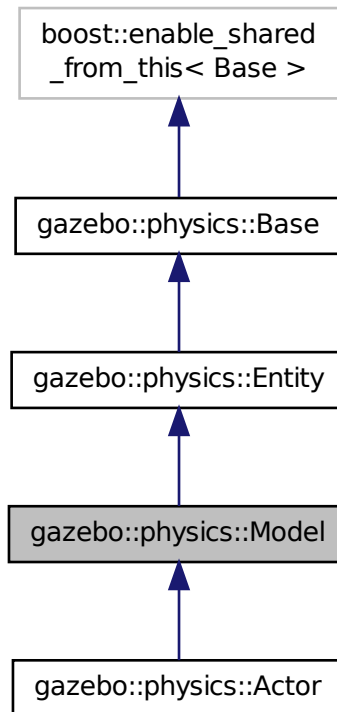 boost::enable_shared
_from_this< Base >
gazebo::physics::Base
gazebo::physics::Entity
gazebo::physics::Model
gazebo::physics::Actor